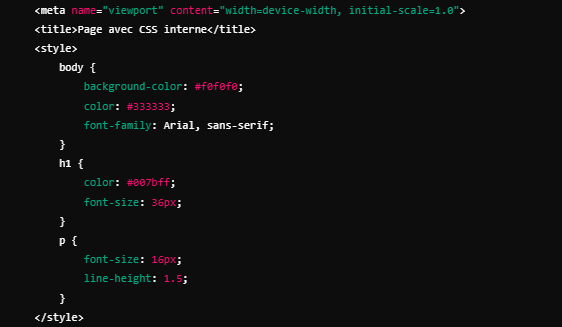 <meta name="viewport" content="width=device-width, initial-scale=1.0">
<title>Page avec CSS interne</title>
<style>
body {
background-color: #f0f0f0;
color: #333333;
font-family: Arial, sans-serif;
}
h1 {
color: #007bff;
font-size: 36px;
}
p {
font-size: 16px;
line-height: 1.5;
}
</style>